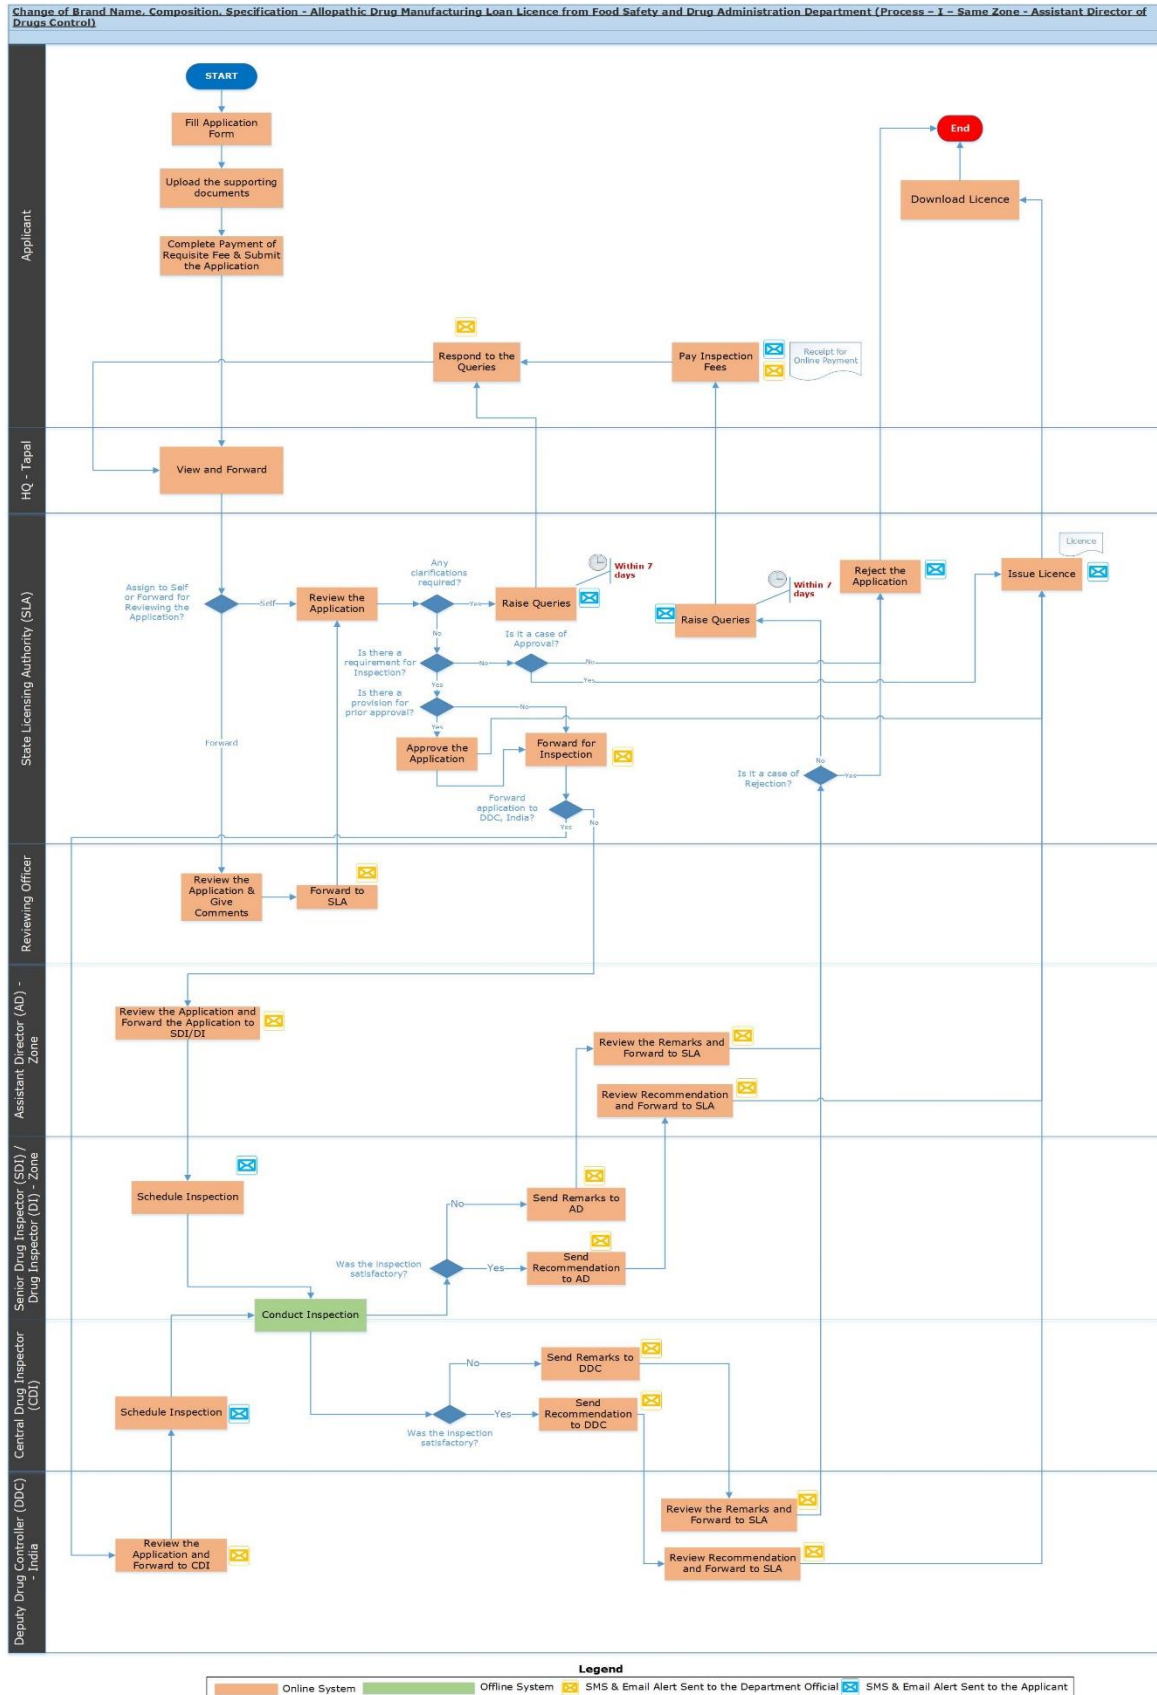 Change of Brand Name, Composition, Specification - Allopathic Drug Manufacturing Loan Licence from Food Safety and Drug Administration Department (Process – I – Same Zone - Assistant Director of
Drugs Control)
Applicant
START
Fill Application
Form
Upload the supporting
documents
Complete Payment of
Requisite Fee & Submit
the Application
End
Download Licence
Respond to the
Queries
Pay Inspection
Fees
Receipt for
Online Payment
HQ - Tapal
View and Forward
State Licensing Authority (SLA)
Assign to Self
or Forward for
Reviewing the
Application?
Self
Forward
Review the
Application
Any
clarifications
required?
Yes
No
Raise Queries
Within 7
days
Is there a
requirement for
Inspection?
No
Yes
Is it a case of
Approval?
No
Yes
Is there a
provision for
prior approval?
No
Yes
Approve the
Application
Forward for
Inspection
Forward
application to
DDC, India?
Yes
No
Raise Queries
Within 7
days
Reject the
Application
Licence
Issue Licence
Is it a case of
Rejection?
No
Yes
Reviewing Officer
Review the
Application &
Give
Comments
Forward to
SLA
Assistant Director (AD) -
Zone
Review the Application and
Forward the Application to
SDI/DI
Review the Remarks and
Forward to SLA
Review Recommendation
and Forward to SLA
Senior Drug Inspector (SDI) /
Drug Inspector (DI) - Zone
Schedule Inspection
Conduct Inspection
Was the inspection
satisfactory?
No
Yes
Send Remarks to
AD
Send
Recommendation
to AD
Central Drug Inspector
(CDI)
Schedule Inspection
Was the inspection
satisfactory?
No
Yes
Send Remarks to
DDC
Send
Recommendation
to DDC
Deputy Drug Controller (DDC)
- India
Review the
Application and
Forward to CDI
Review the Remarks and
Forward to SLA
Review Recommendation
and Forward to SLA
Legend
Online System
Offline System
SMS & Email Alert Sent to the Department Official
SMS & Email Alert Sent to the Applicant